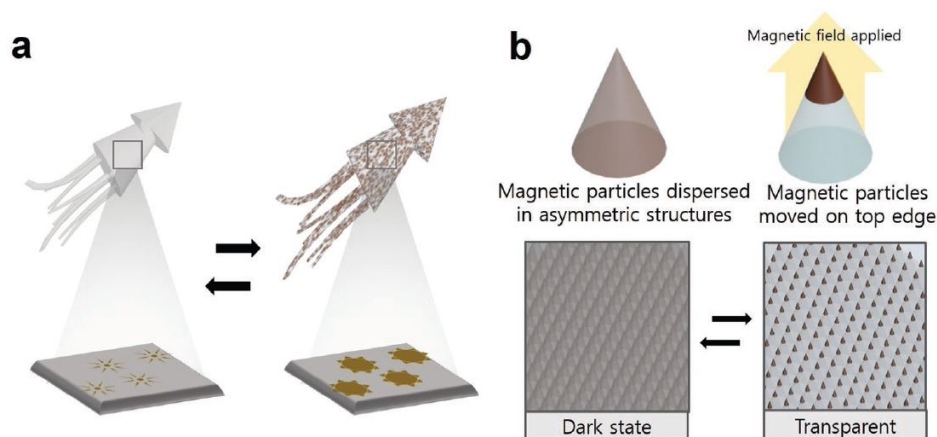 a
b
Magnetic field applied
Magnetic particles dispersed
in asymmetric structures
Magnetic particles
moved on top edge
Dark state
Transparent